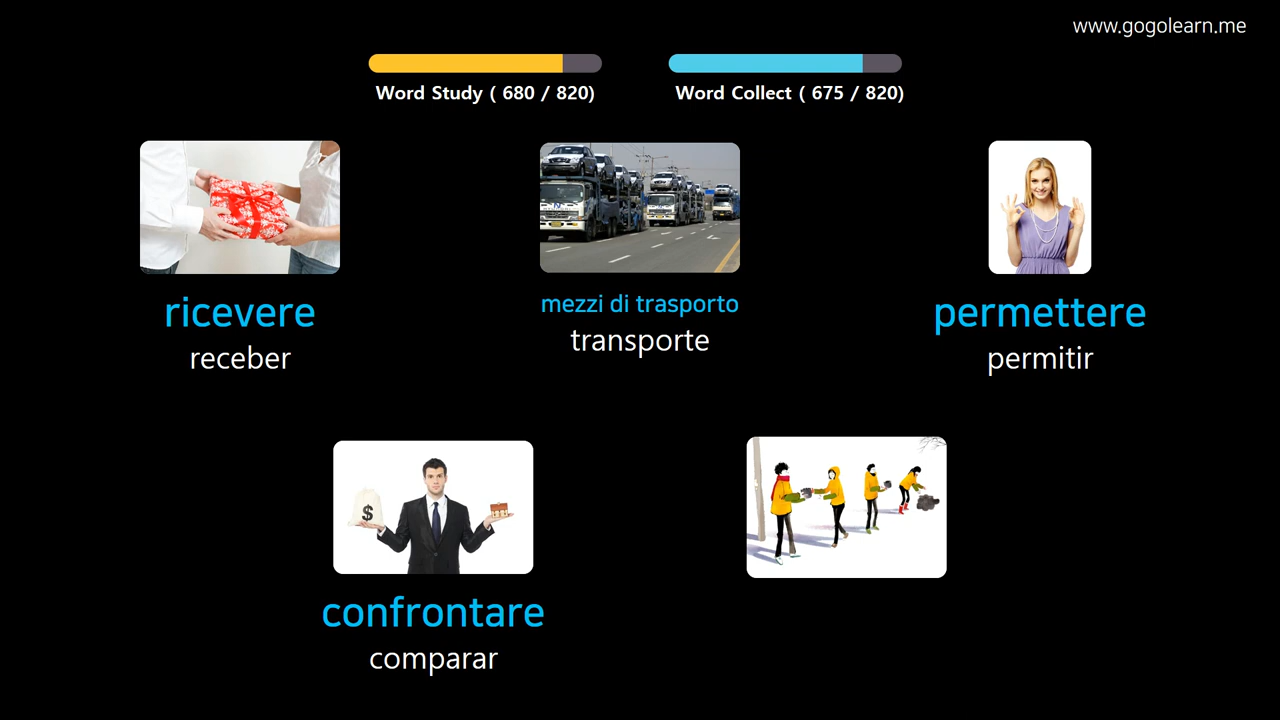 www.gogolearn.me
Word Study ( 680 / 820)
Word Collect ( 675 / 820)
ricevere
receber
mezzi di trasporto
transporte
permettere
permitir
$
confrontare
comparar